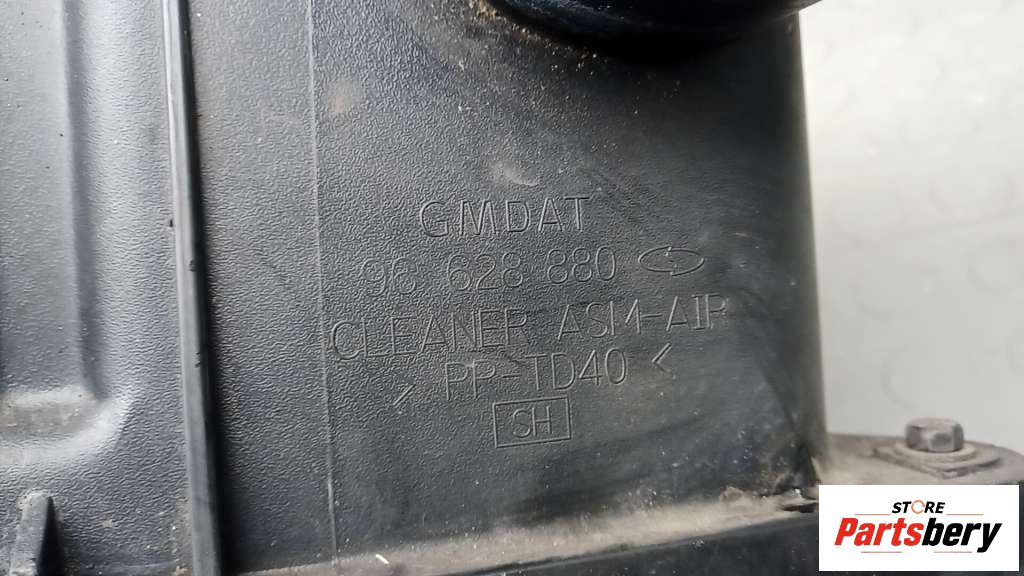 GMDAT
96 628 880
CLEANER ASM-AIR
> PP-TD40 <
SH
STORE
Partsbery